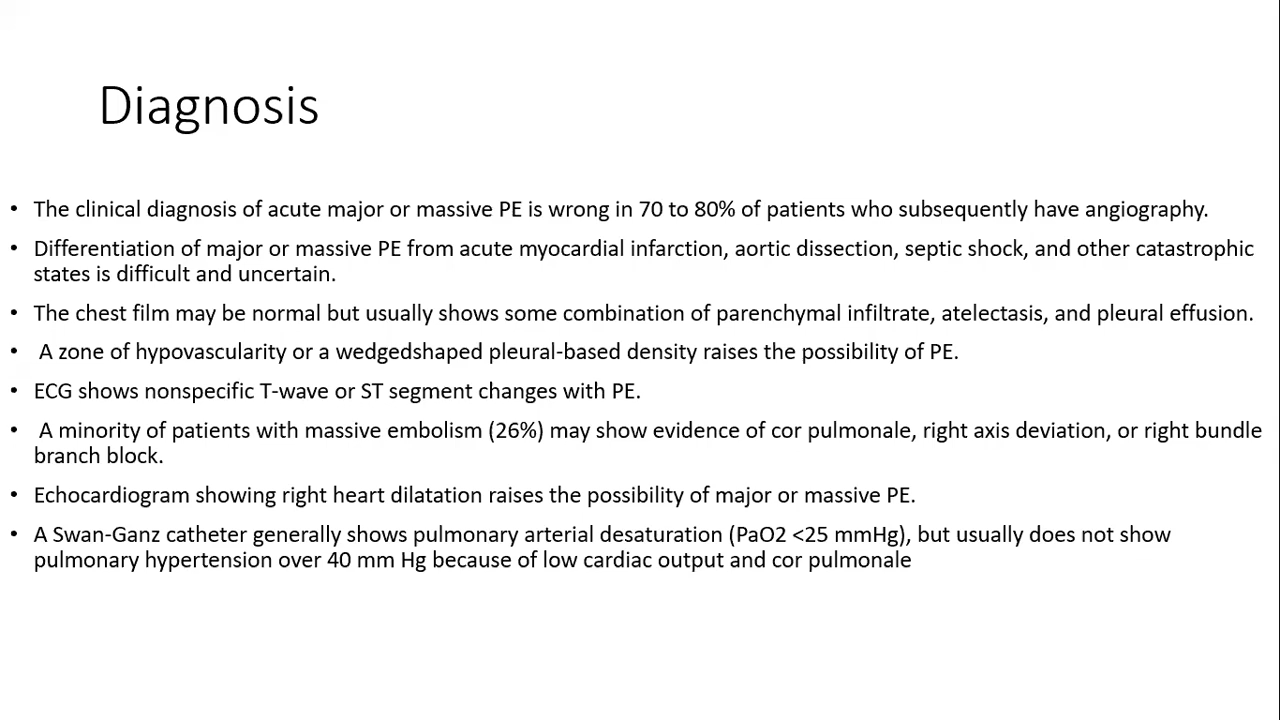 Diagnosis
• The clinical diagnosis of acute major or massive PE is wrong in 70 to 80% of patients who subsequently have angiography.
• Differentiation of major or massive PE from acute myocardial infarction, aortic dissection, septic shock, and other catastrophic
states is difficult and uncertain.
• The chest film may be normal but usually shows some combination of parenchymal infiltrate, atelectasis, and pleural effusion.
• A zone of hypovascularity or a wedgedshaped pleural-based density raises the possibility of PE.
• ECG shows nonspecific T-wave or ST segment changes with PE.
• A minority of patients with massive embolism (26%) may show evidence of cor pulmonale, right axis deviation, or right bundle
branch block.
• Echocardiogram showing right heart dilatation raises the possibility of major or massive PE.
• A Swan-Ganz catheter generally shows pulmonary arterial desaturation (PaO2 <25 mmHg), but usually does not show
pulmonary hypertension over 40 mm Hg because of low cardiac output and cor pulmonale